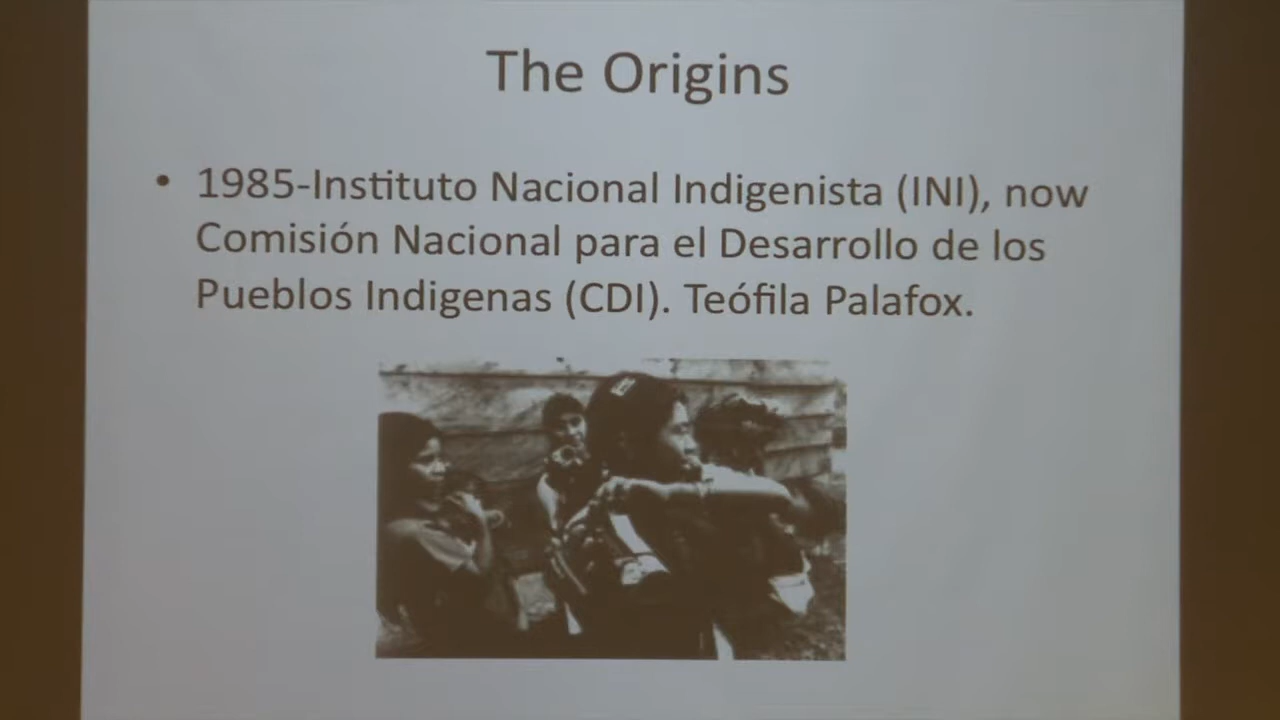 The Origins
• 1985-Instituto Nacional Indigenista (INI), now
Comisión Nacional para el Desarrollo de los
Pueblos Indigenas (CDI). Teófila Palafox.